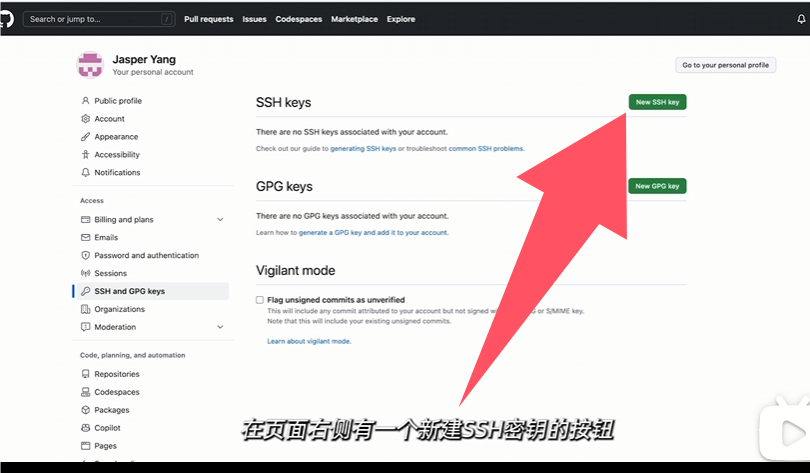 Search or jump to... /
Pull requests Issues Codespaces Marketplace Explore
Jasper Yang
Your personal account
Go to your personal profile
Public profile
Account
Appearance
Accessibility
Notifications
Access
Billing and plans
Emails
Password and authentication
Sessions
SSH and GPG keys
Organizations
Moderation
Code, planning, and automation
Repositories
Codespaces
Packages
Copilot
Pages
SSH keys
New SSH key
There are no SSH keys associated with your account.
Check out our guide to generating SSH keys or troubleshoot common SSH problems.
GPG keys
New GPG key
There are no GPG keys associated with your account.
Learn how to generate a GPG key and add it to your account.
Vigilant mode
Flag unsigned commits as unverified
This will include any commit attributed to your account but not signed or S/MIME key.
Note that this will include your existing unsigned commits.
Learn about vigilant mode.
在页面右侧有一个新建SSH密钥的按钮